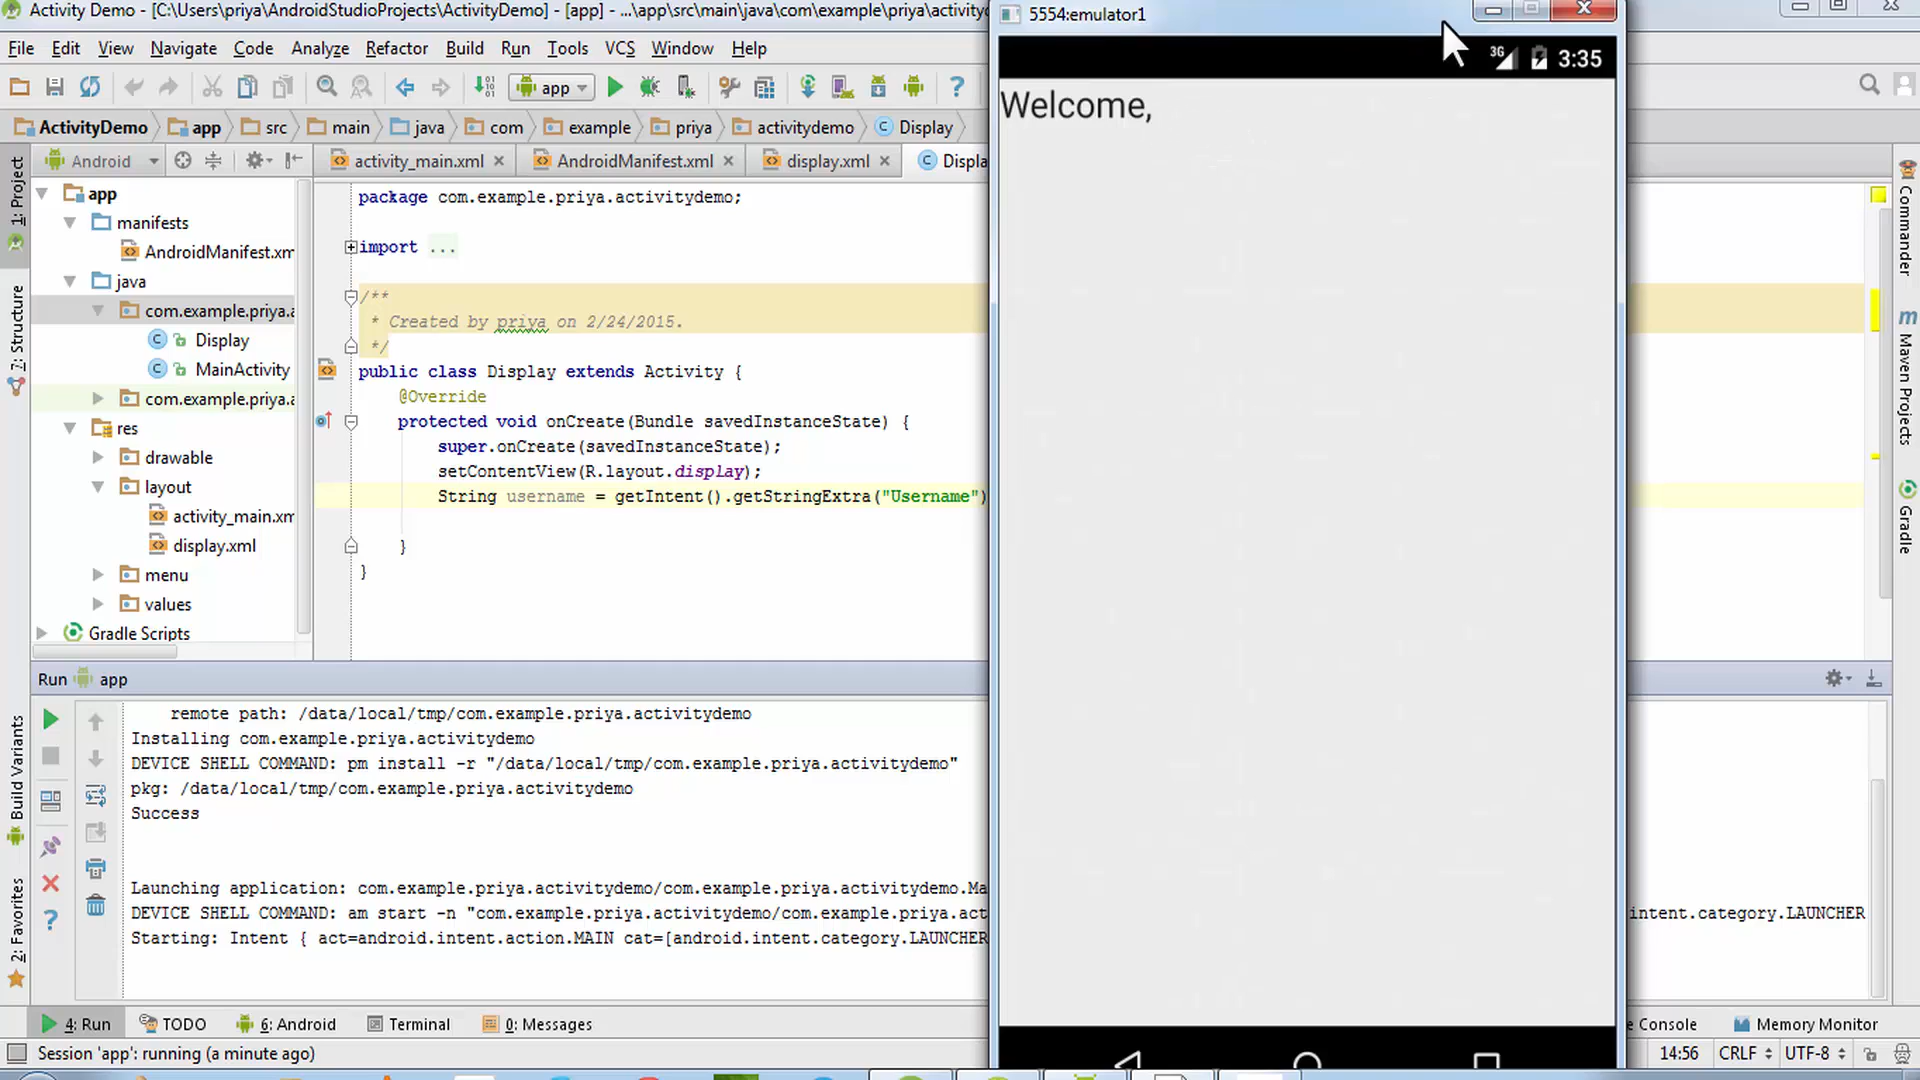 Activity Demo - [C:\Users\priya\AndroidStudioProjects\ActivityDemo] - [app] - ...\app\src\main\java\com\example\priya\activityd
5554:emulator1
File Edit View Navigate Code Analyze Refactor Build Run Tools VCS Window Help
3G 3:35
app
Welcome,
ActivityDemo app src main java com example priya activitydemo Display
Android
activity_main.xml AndroidManifest.xml display.xml Displa
1: Project
7: Structure
Build Variants
2: Favorites
app
manifests
AndroidManifest.xm
java
com.example.priya.a
Display
MainActivity
com.example.priya.a
res
drawable
layout
activity_main.xm
display.xml
menu
values
Gradle Scripts
package com.example.priya.activitydemo;
import ...
/**
* Created by priya on 2/24/2015.
*/
public class Display extends Activity {
@Override
protected void onCreate(Bundle savedInstanceState) {
super.onCreate(savedInstanceState);
setContentView(R.layout.display);
String username = getIntent().getStringExtra("Username")
}
}
Commander
Maven Projects
Gradle
Run app
remote path: /data/local/tmp/com.example.priya.activitydemo
Installing com.example.priya.activitydemo
DEVICE SHELL COMMAND: pm install -r "/data/local/tmp/com.example.priya.activitydemo"
pkg: /data/local/tmp/com.example.priya.activitydemo
Success
Launching application: com.example.priya.activitydemo/com.example.priya.activitydemo.Ma
DEVICE SHELL COMMAND: am start -n "com.example.priya.activitydemo/com.example.priya.act intent.category.LAUNCHER
Starting: Intent { act=android.intent.action.MAIN cat=[android.intent.category.LAUNCHER
4: Run TODO 6: Android Terminal 0: Messages e Console Memory Monitor
Session 'app': running (a minute ago) 14:56 CRLF UTF-8